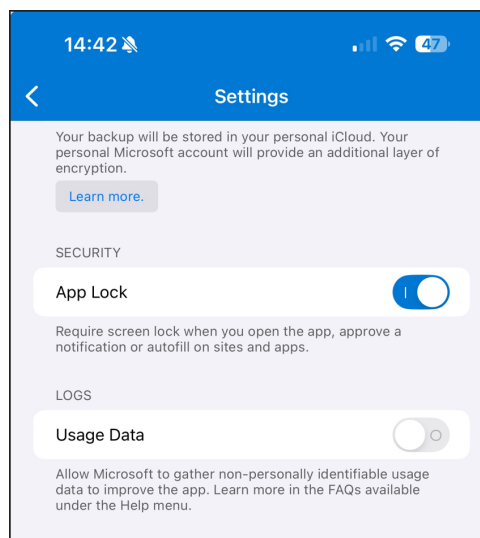 14:42
47
Settings
Your backup will be stored in your personal iCloud. Your
personal Microsoft account will provide an additional layer of
encryption.
Learn more.
SECURITY
App Lock
Require screen lock when you open the app, approve a
notification or autofill on sites and apps.
LOGS
Usage Data
Allow Microsoft to gather non-personally identifiable usage
data to improve the app. Learn more in the FAQs available
under the Help menu.